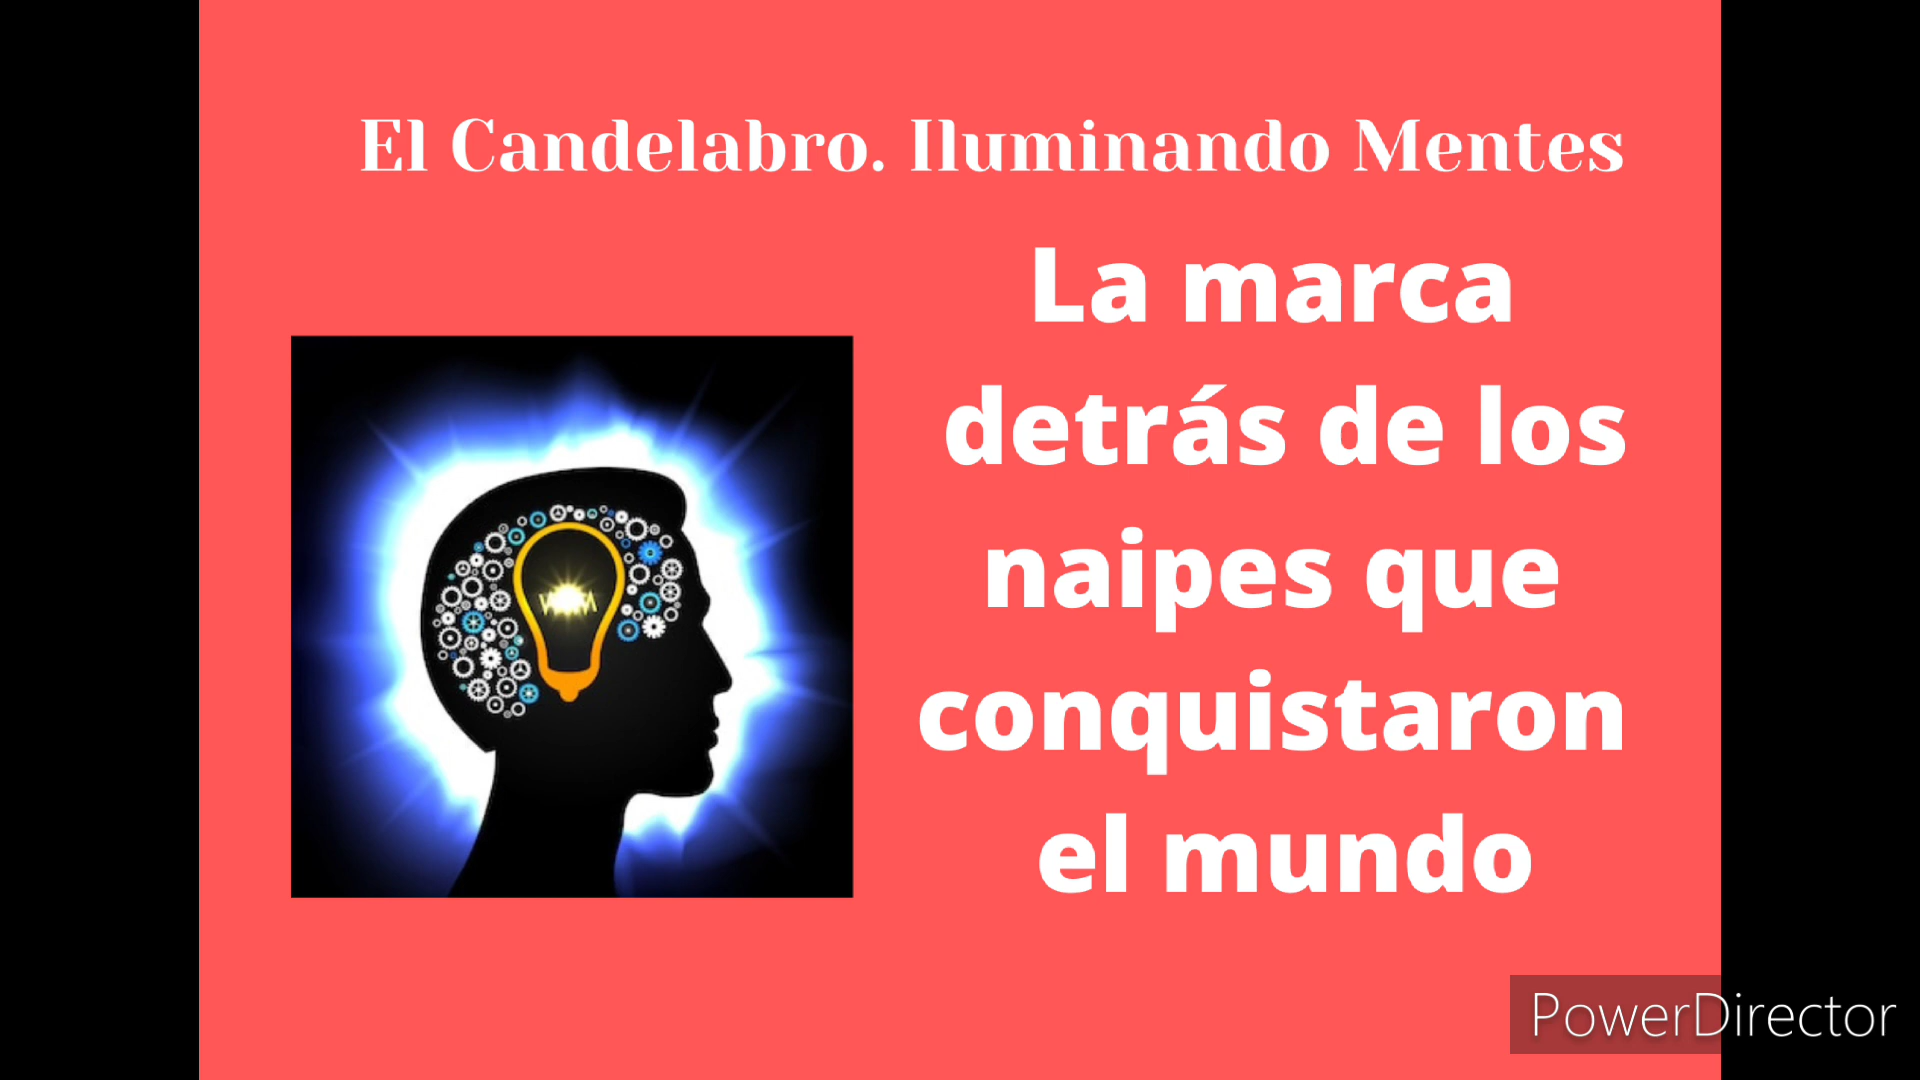 El Candelabro. Iluminando Mentes
La marca
detrás de los
naipes que
conquistaron
el mundo
PowerDirector